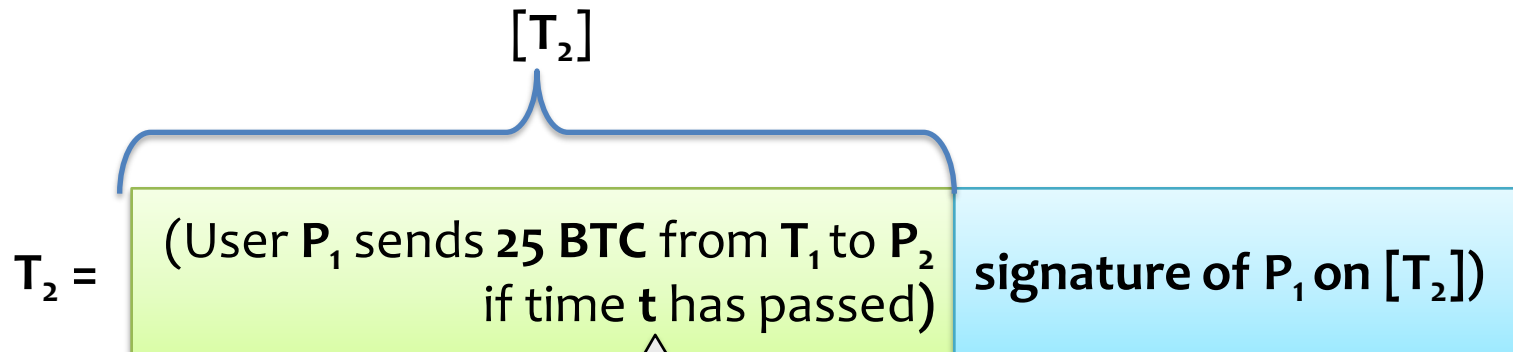 [T₂]
T₂ = (User P₁ sends 25 BTC from T₁ to P₂
if time t has passed)
signature of P₁ on [T₂])